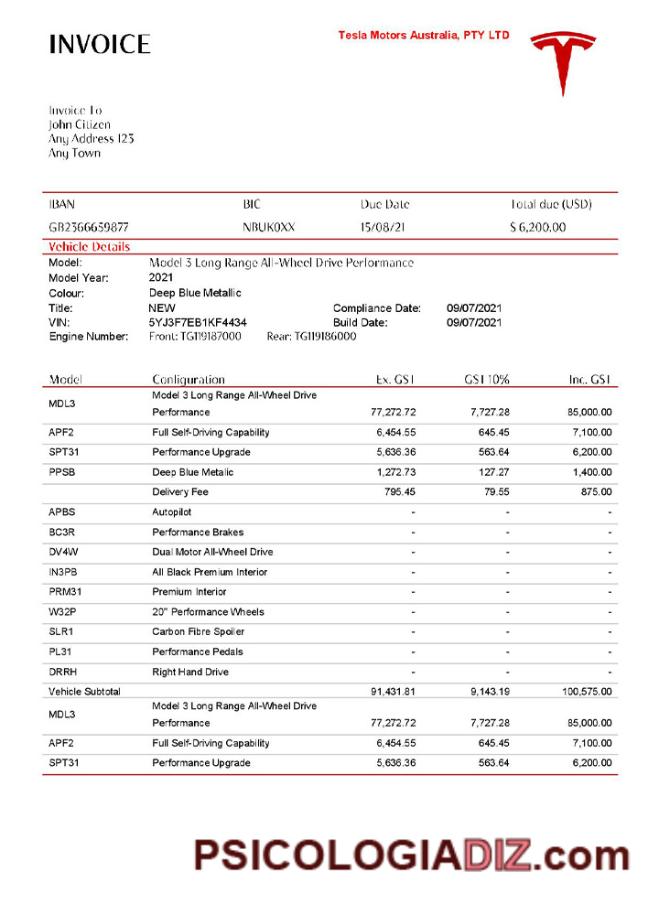 INVOICE
Tesla Motors Australia, PTY LTD
Invoice To
John Citizen
Any Address 123
Any Town
IBAN BIC Due Date Total due (USD)
GB2366659877 NBUK0XX 15/08/21 $ 6,200.00
Vehicle Details
Model: Model 3 Long Range All-Wheel Drive Performance
Model Year: 2021
Colour: Deep Blue Metallic
Title: NEW Compliance Date: 09/07/2021
VIN: 5YJ3F7EB1KF4434 Build Date: 09/07/2021
Engine Number: Front: TG119187000 Rear: TG119186000
Model Configuration Ex. GST GST 10% Inc. GST
MDL3 Model 3 Long Range All-Wheel Drive
Performance 77,272.72 7,727.28 85,000.00
APF2 Full Self-Driving Capability 6,454.55 645.45 7,100.00
SPT31 Performance Upgrade 5,636.36 563.64 6,200.00
PPSB Deep Blue Metalic 1,272.73 127.27 1,400.00
Delivery Fee 795.45 79.55 875.00
APBS Autopilot - - -
BC3R Performance Brakes - - -
DV4W Dual Motor All-Wheel Drive - - -
IN3PB All Black Premium Interior - - -
PRM31 Premium Interior - - -
W32P 20" Performance Wheels - - -
SLR1 Carbon Fibre Spoiler - - -
PL31 Performance Pedals - - -
DRRH Right Hand Drive - - -
Vehicle Subtotal 91,431.81 9,143.19 100,575.00
MDL3 Model 3 Long Range All-Wheel Drive
Performance 77,272.72 7,727.28 85,000.00
APF2 Full Self-Driving Capability 6,454.55 645.45 7,100.00
SPT31 Performance Upgrade 5,636.36 563.64 6,200.00
PSICOLOGIADIZ.com